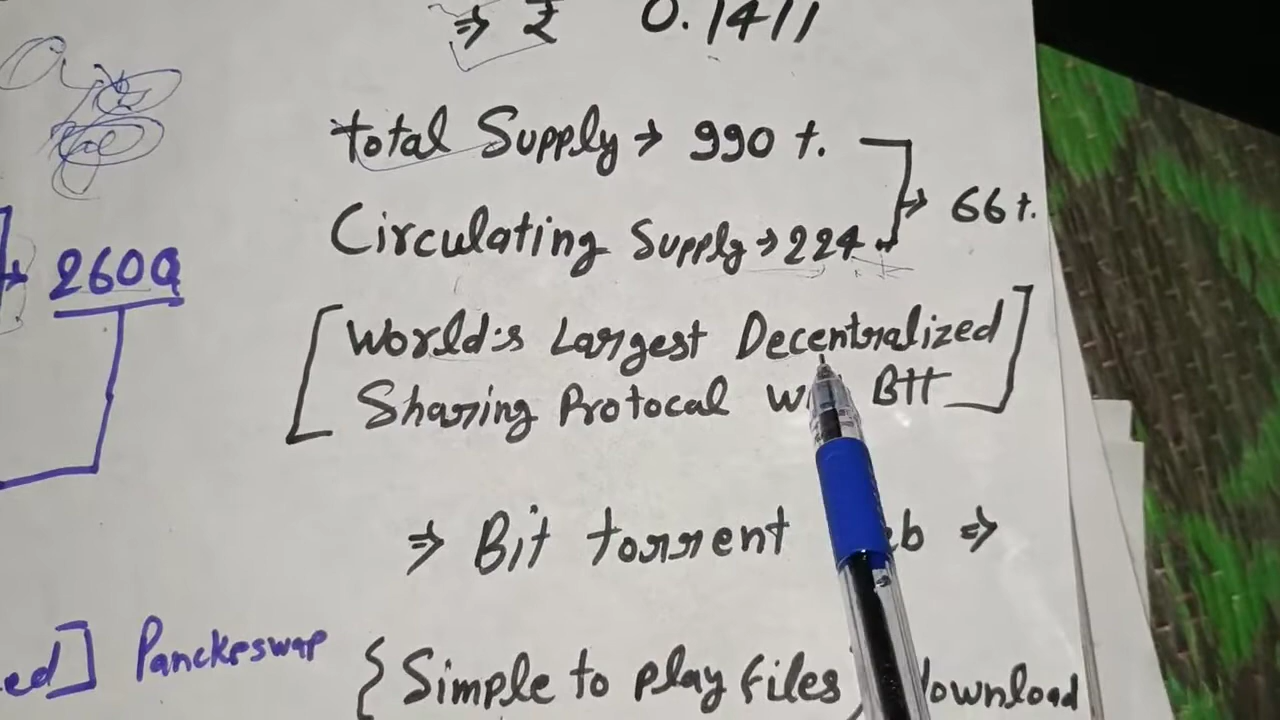 ⇒ ₹ 0.1411
total Supply → 990 t.
Circulating Supply → 224
→ 66 t.
2600
[World's Largest Decentralized
Sharing Protocal BTT]
⇒ Bit torrent ⇒
ed] Panckeswap
{Simple to play files} download